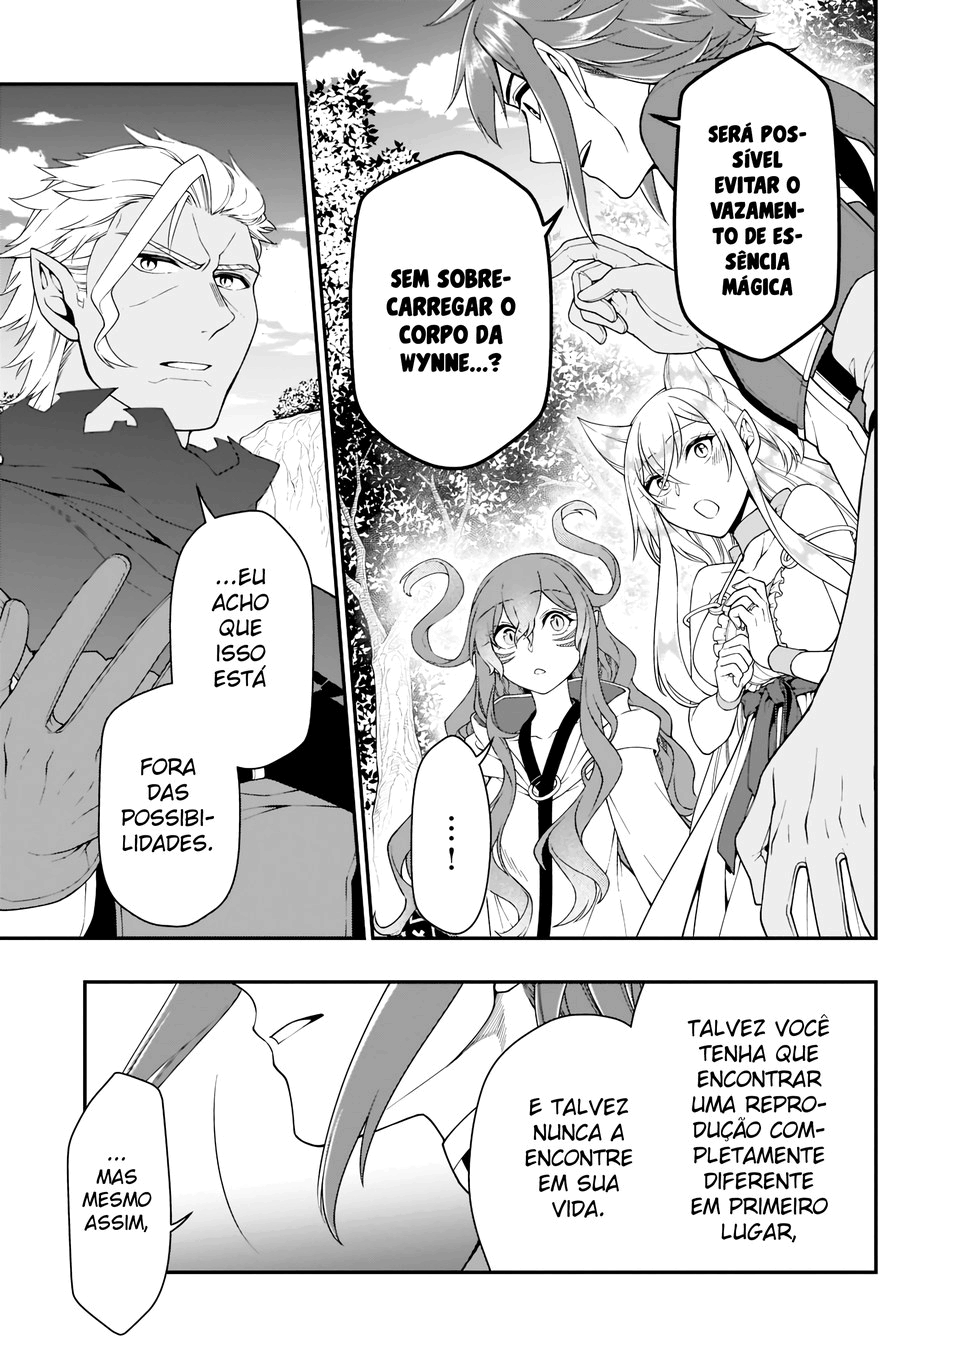 SERÁ POS-
SÍVEL
EVITAR O
VAZAMEN-
TO DE ES-
SÊNCIA
MÁGICA
SEM SOBRE-
CARREGAR O
CORPO DA
WYNNE...?
...!
...EU
ACHO
QUE
ISSO
ESTÁ
FORA
DAS
POSSIBI-
LIDADES.
TALVEZ VOCÊ
TENHA QUE
ENCONTRAR
UMA REPRO-
DUÇÃO COM-
PLETAMENTE
DIFERENTE
EM PRIMEIRO
LUGAR,
E TALVEZ
NUNCA A
ENCONTRE
EM SUA
VIDA.
...
MAS
MESMO
ASSIM,